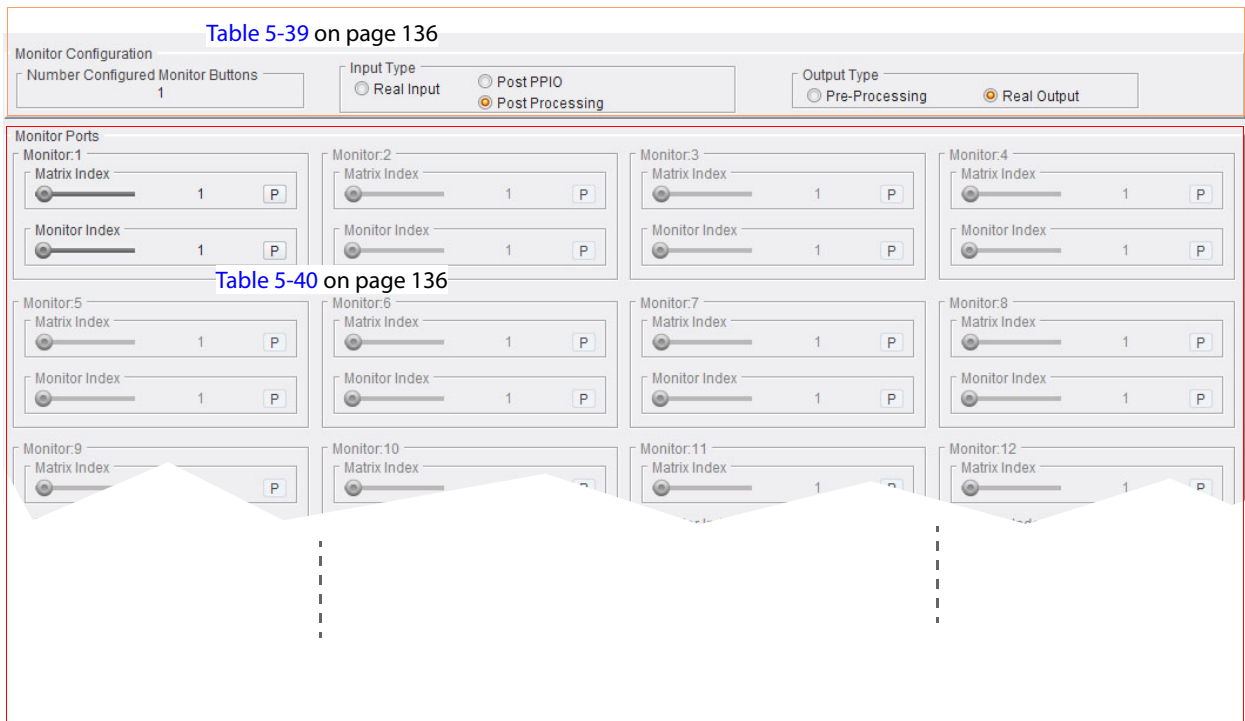 Table 5-39 on page 136
Monitor Configuration
Number Configured Monitor Buttons
1
Input Type
Real Input
Post PPIO
Post Processing
Output Type
Pre-Processing
Real Output
Monitor Ports
Monitor:1
Monitor:2
Monitor:3
Monitor:4
Matrix Index
Matrix Index
Matrix Index
Matrix Index
1 P
1 P
1 P
1 P
Monitor Index
Monitor Index
Monitor Index
Monitor Index
1 P
1 P
1 P
1 P
Table 5-40 on page 136
Monitor:5
Monitor:6
Monitor:7
Monitor:8
Matrix Index
Matrix Index
Matrix Index
Matrix Index
1 P
1 P
1 P
1 P
Monitor Index
Monitor Index
Monitor Index
Monitor Index
1 P
1 P
1 P
1 P
Monitor:9
Monitor:10
Monitor:11
Monitor:12
Matrix Index
Matrix Index
Matrix Index
Matrix Index
P
P
1 P
1 P